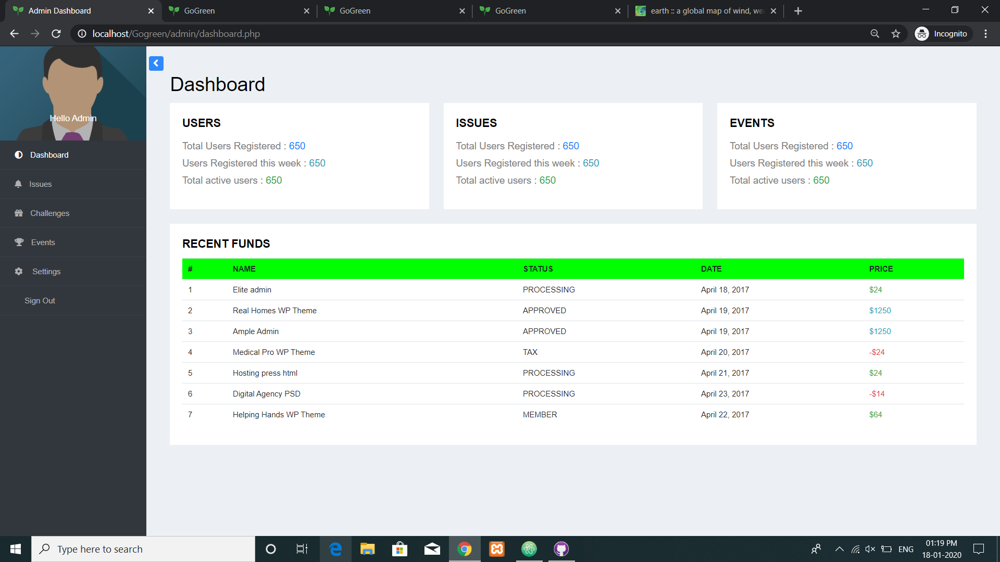 Admin Dashboard
GoGreen
GoGreen
GoGreen
earth :: a global map of wind, wea
localhost/Gogreen/admin/dashboard.php
Incognito
Hello Admin
Dashboard
Issues
Challenges
Events
Settings
Sign Out
Dashboard
USERS
Total Users Registered : 650
Users Registered this week : 650
Total active users : 650
ISSUES
Total Users Registered : 650
Users Registered this week : 650
Total active users : 650
EVENTS
Total Users Registered : 650
Users Registered this week : 650
Total active users : 650
RECENT FUNDS
# NAME STATUS DATE PRICE
1 Elite admin PROCESSING April 18, 2017 $24
2 Real Homes WP Theme APPROVED April 19, 2017 $1250
3 Ample Admin APPROVED April 19, 2017 $1250
4 Medical Pro WP Theme TAX April 20, 2017 -$24
5 Hosting press html PROCESSING April 21, 2017 $24
6 Digital Agency PSD PROCESSING April 23, 2017 -$14
7 Helping Hands WP Theme MEMBER April 22, 2017 $64
Type here to search
ENG
01:19 PM
18-01-2020